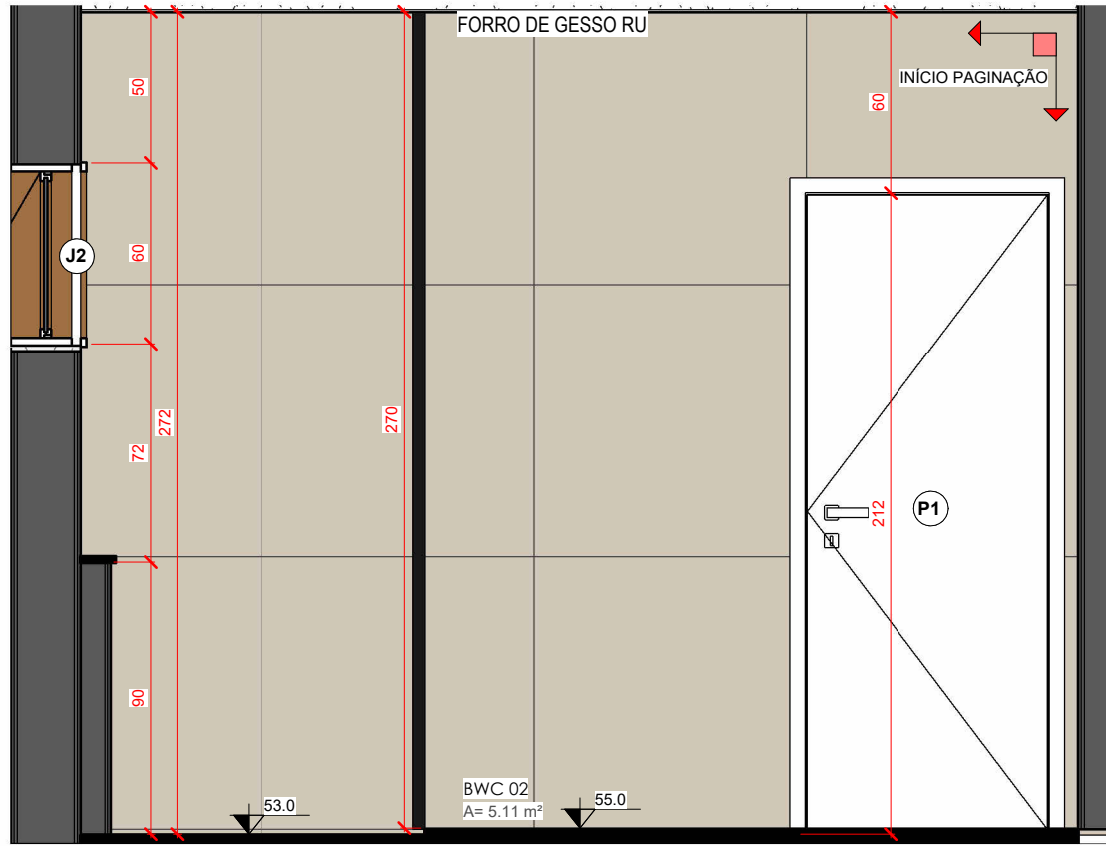 FORRO DE GESSO RU
INÍCIO PAGINAÇÃO
50
60
60
J2
272
270
72
212
P1
90
BWC 02
A= 5.11 m²
53.0
55.0